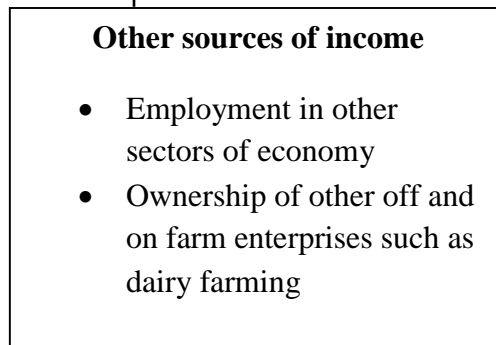 Other sources of income
• Employment in other
sectors of economy
• Ownership of other off and
on farm enterprises such as
dairy farming